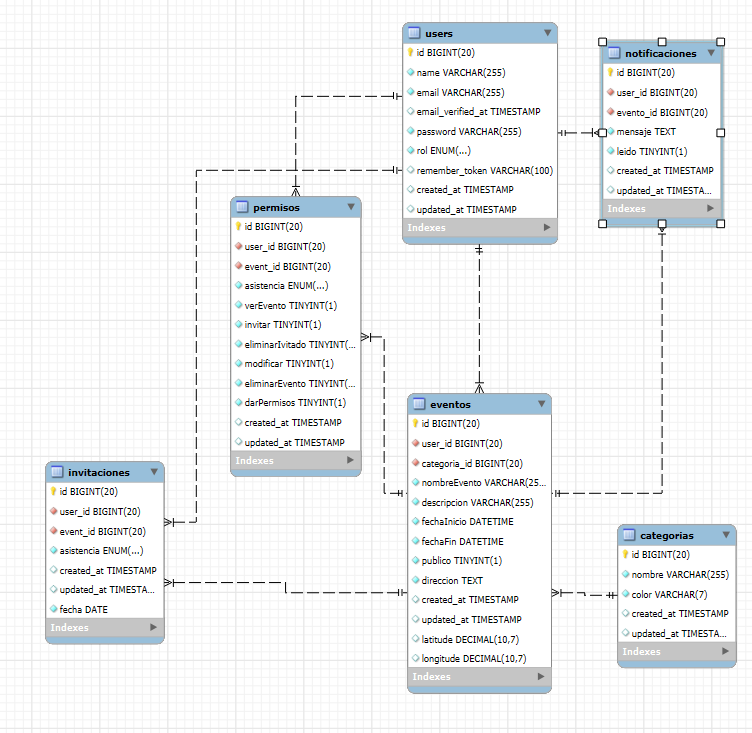 users
id BIGINT(20)
name VARCHAR(255)
email VARCHAR(255)
email_verified_at TIMESTAMP
password VARCHAR(255)
rol ENUM(...)
remember_token VARCHAR(100)
created_at TIMESTAMP
updated_at TIMESTAMP
Indexes
notificaciones
id BIGINT(20)
user_id BIGINT(20)
evento_id BIGINT(20)
mensaje TEXT
leido TINYINT(1)
created_at TIMESTAMP
updated_at TIMESTA...
Indexes
permisos
id BIGINT(20)
user_id BIGINT(20)
event_id BIGINT(20)
asistencia ENUM(...)
verEvento TINYINT(1)
invitar TINYINT(1)
eliminarIvitado TINYINT(...
modificar TINYINT(1)
eliminarEvento TINYINT(...
darPermisos TINYINT(1)
created_at TIMESTAMP
updated_at TIMESTAMP
Indexes
eventos
id BIGINT(20)
user_id BIGINT(20)
categoria_id BIGINT(20)
nombreEvento VARCHAR(25...
descripcion VARCHAR(255)
fechaInicio DATETIME
fechaFin DATETIME
publico TINYINT(1)
direccion TEXT
created_at TIMESTAMP
updated_at TIMESTAMP
latitude DECIMAL(10,7)
longitude DECIMAL(10,7)
Indexes
invitaciones
id BIGINT(20)
user_id BIGINT(20)
event_id BIGINT(20)
asistencia ENUM(...)
created_at TIMESTAMP
updated_at TIMESTA...
fecha DATE
Indexes
categorias
id BIGINT(20)
nombre VARCHAR(255)
color VARCHAR(7)
created_at TIMESTAMP
updated_at TIMESTA...
Indexes